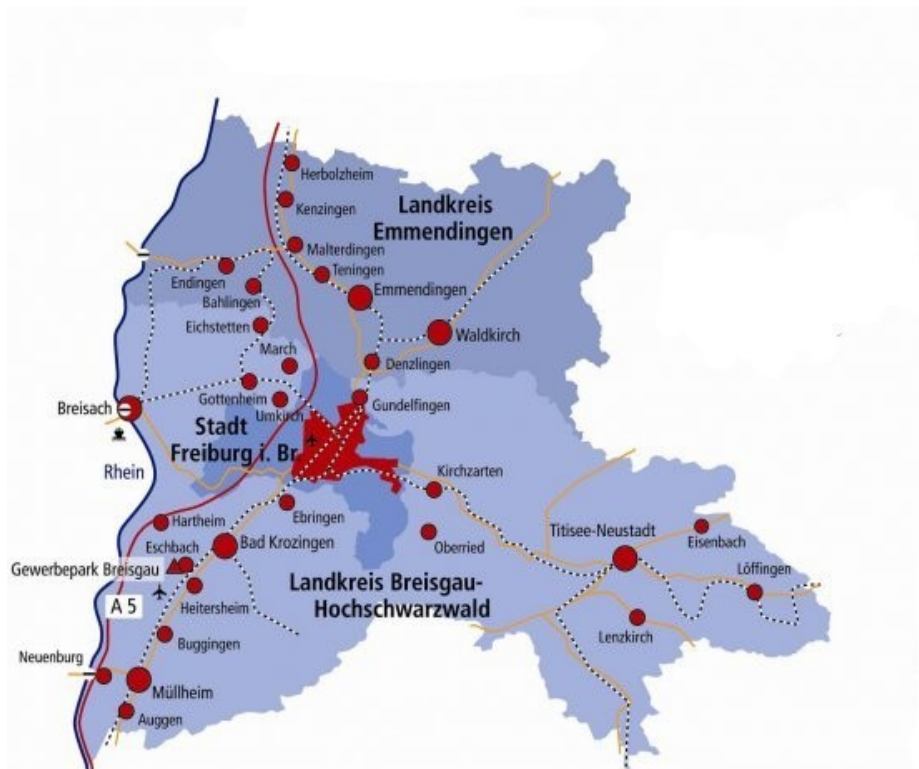 Herbolzheim
Kenzingen
Landkreis
Emmendingen
Malterdingen
Teningen
Endingen
Emmendingen
Bahlingen
Eichstetten
Waldkirch
March
Denzlingen
Gottenheim
Umkirch
Gundelfingen
Breisach
Stadt
Freiburg i. Br.
Rhein
Kirchzarten
Hartheim
Ebringen
Titisee-Neustadt
Eisenbach
Eschbach
Bad Krozingen
Oberried
Gewerbepark Breisgau
Löffingen
Landkreis Breisgau-
Hochschwarzwald
Heitersheim
A 5
Lenzkirch
Buggingen
Neuenburg
Müllheim
Auggen